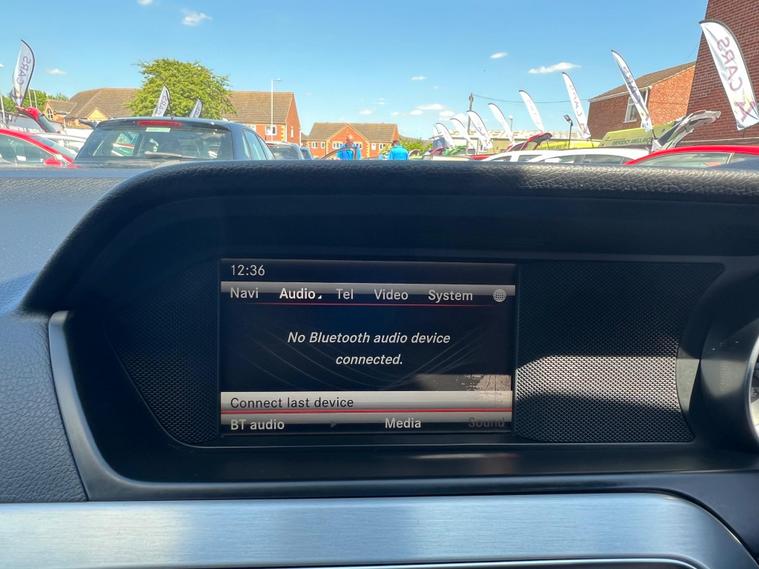 CARS
CARS
12:36
Navi Audio Tel Video System
No Bluetooth audio device
connected.
Connect last device
BT audio Media Sound